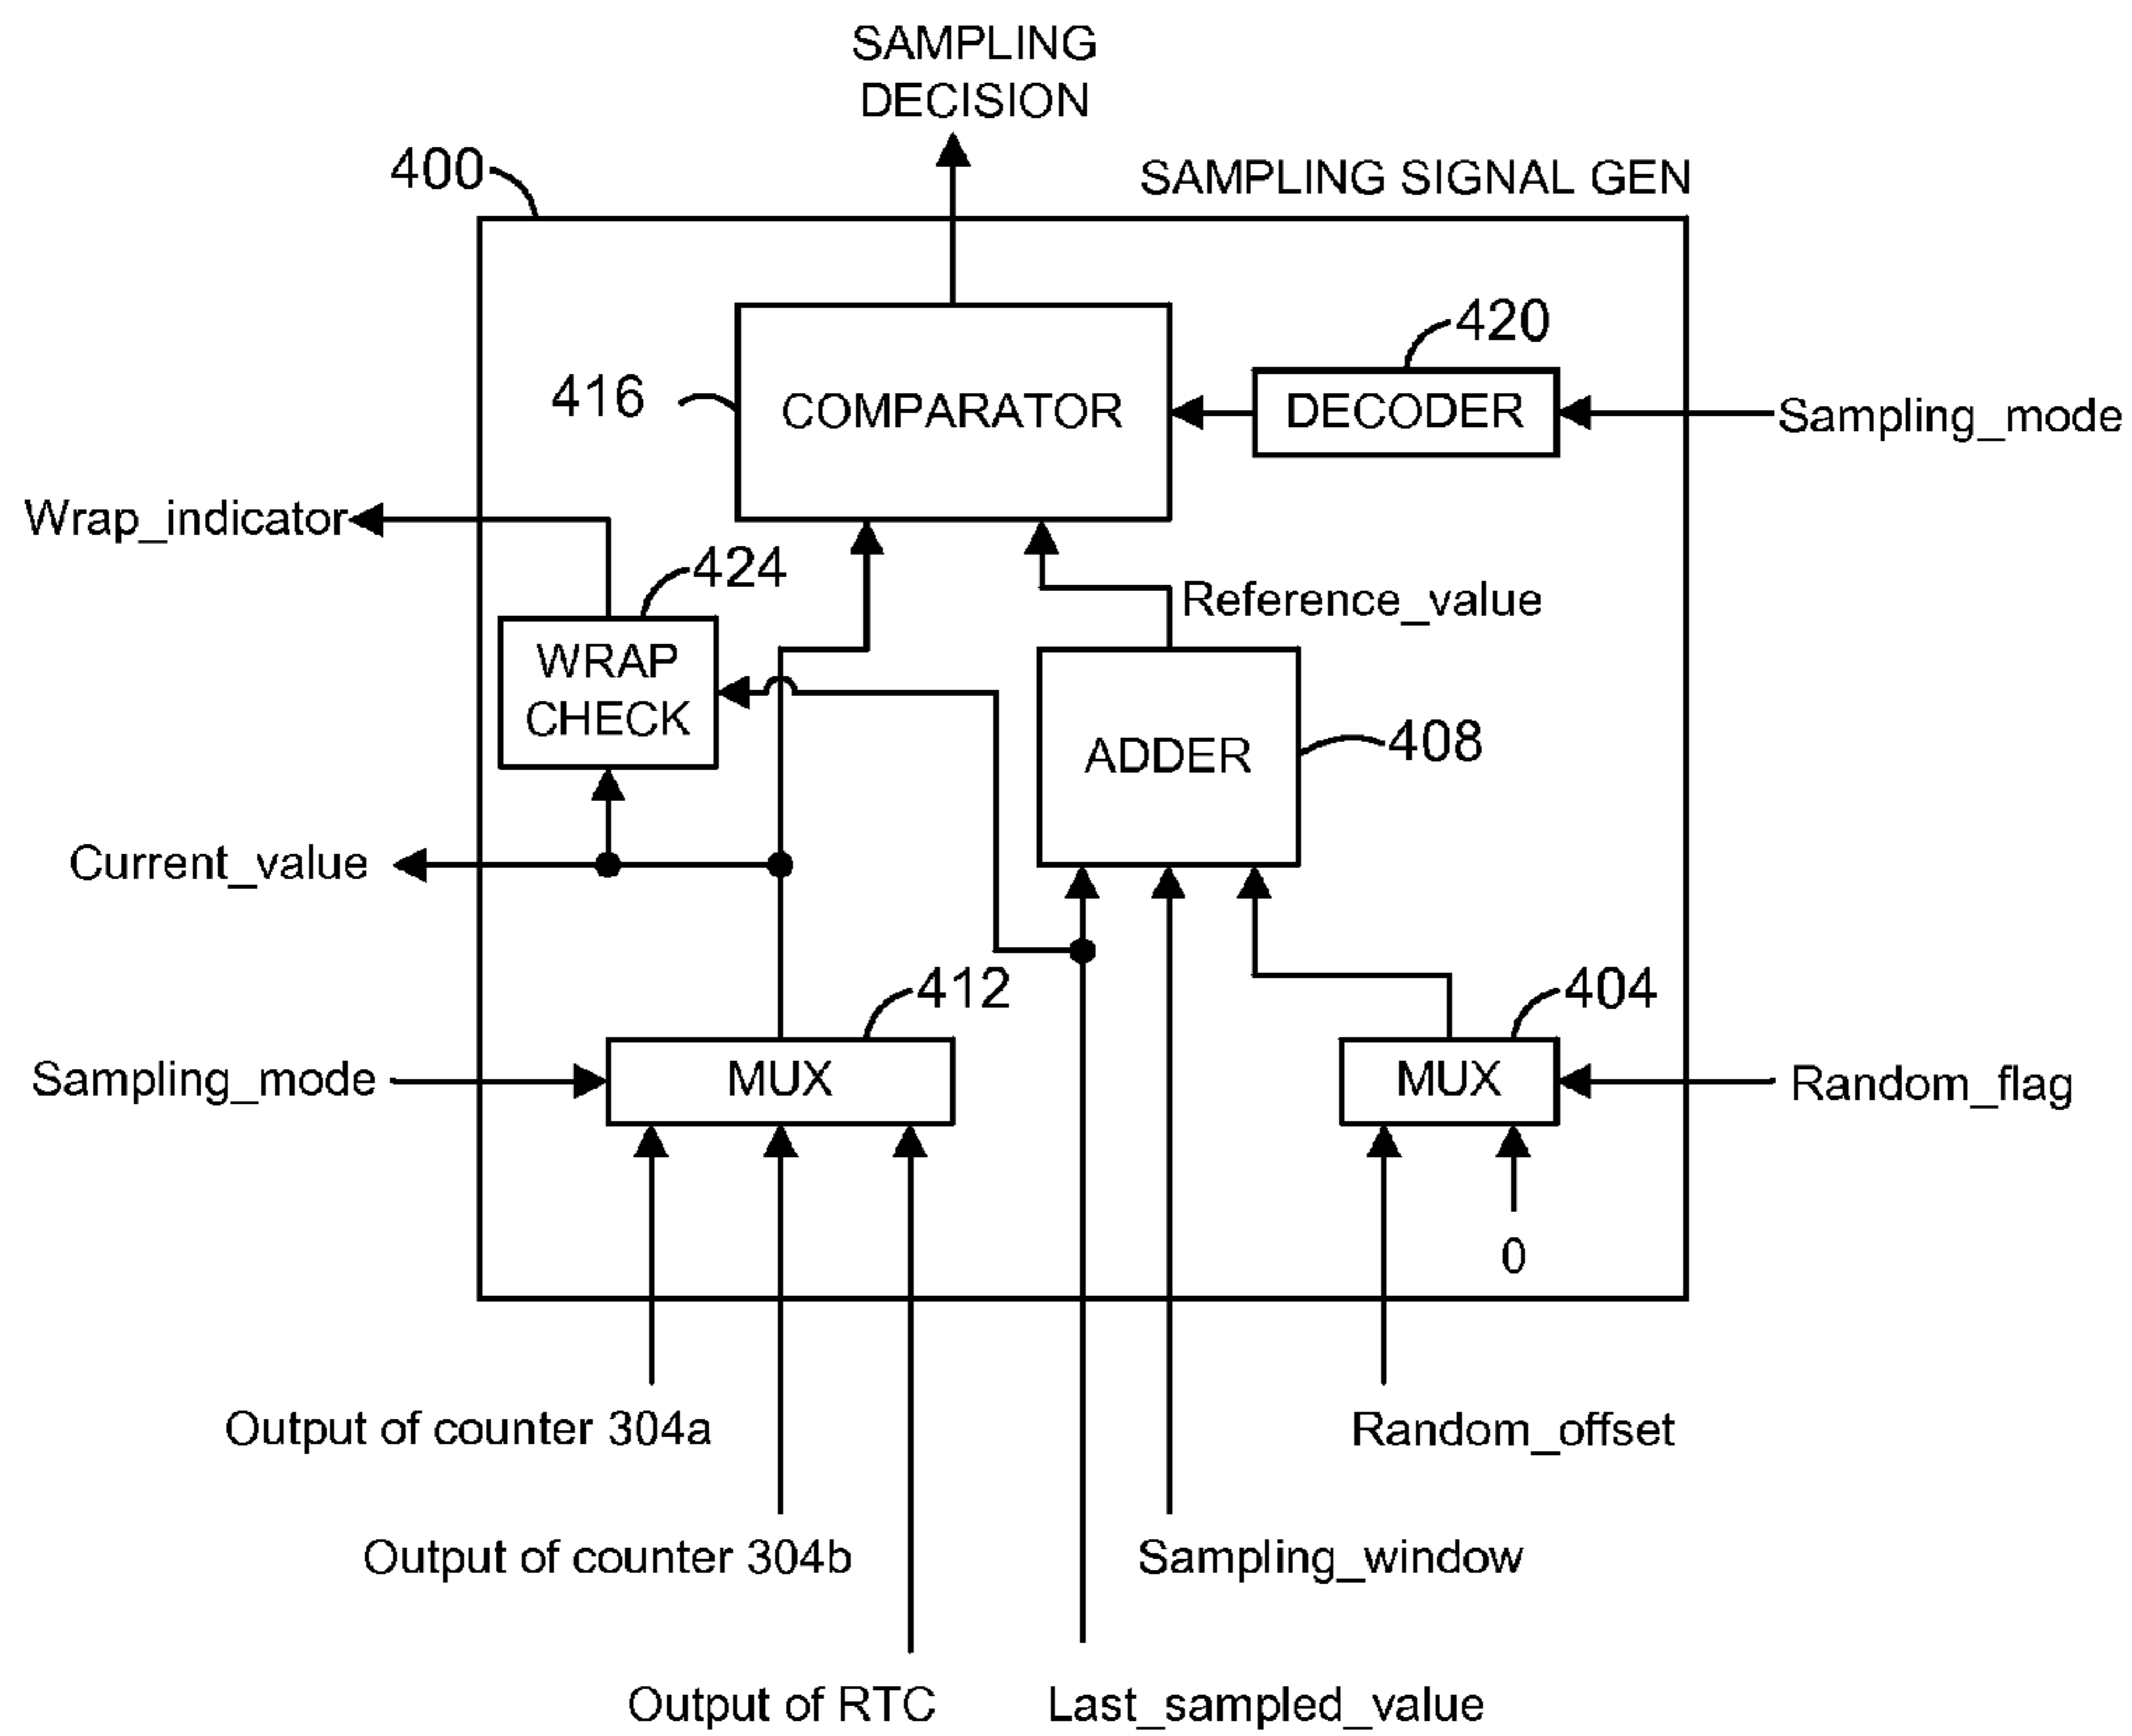 SAMPLING
DECISION
400
SAMPLING SIGNAL GEN
420
416
COMPARATOR
DECODER
Sampling_mode
Wrap_indicator
424
Reference_value
WRAP
CHECK
ADDER
408
Current_value
412
404
Sampling_mode
MUX
MUX
Random_flag
0
Output of counter 304a
Random_offset
Output of counter 304b
Sampling_window
Output of RTC
Last_sampled_value